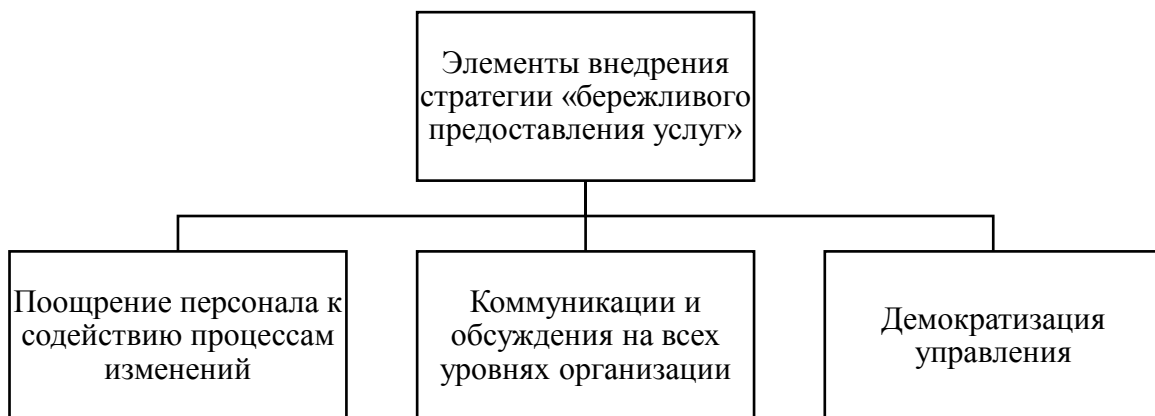 Элементы внедрения
стратегии «бережливого
предоставления услуг»
Поощрение персонала к
содействию процессам
изменений
Коммуникации и
обсуждения на всех
уровнях организации
Демократизация
управления